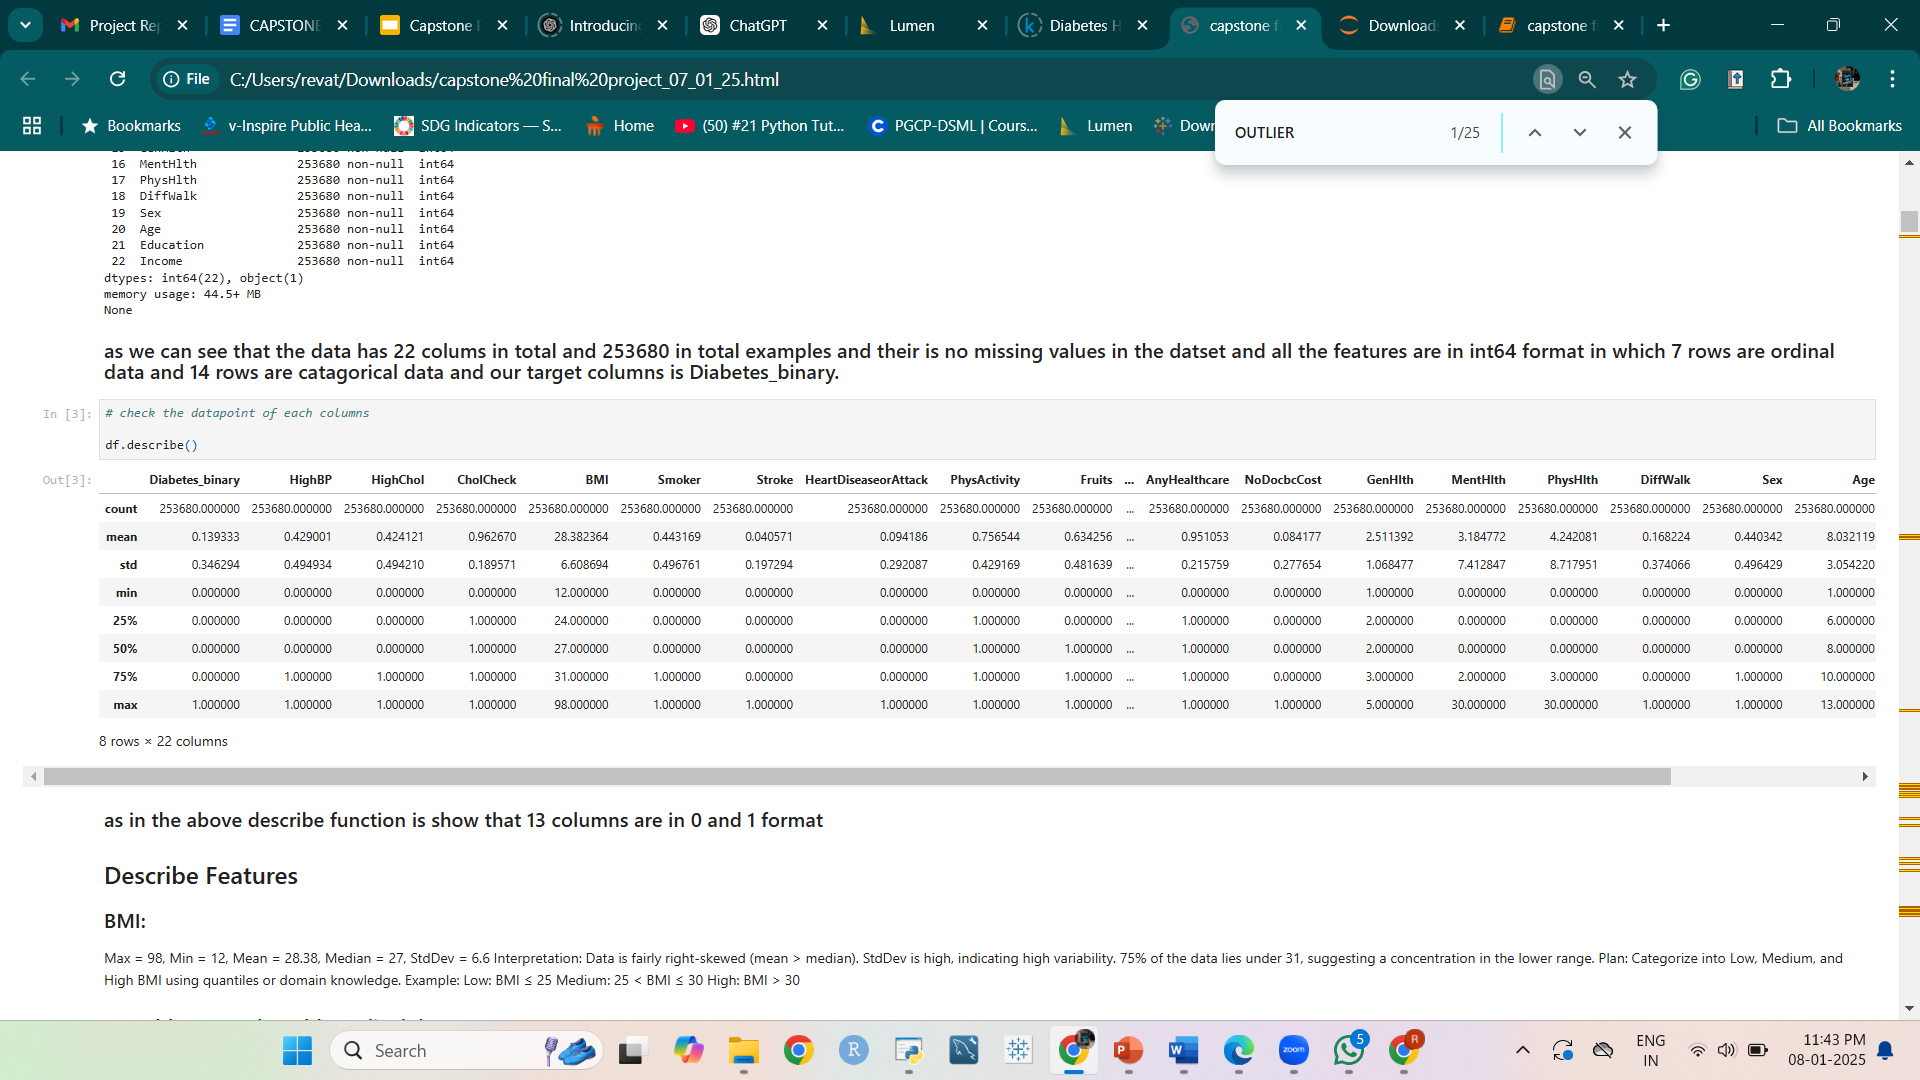 Project Re
CAPSTONE
Capstone
Introducin
ChatGPT
Lumen
Diabetes H
capstone f
Download
capstone f
File
C:/Users/revat/Downloads/capstone%20final%20project_07_01_25.html
Bookmarks
v-Inspire Public Hea...
SDG Indicators — S...
Home
(50) #21 Python Tut...
PGCP-DSML | Cours...
Lumen
Down
All Bookmarks
OUTLIER
1/25
16 MentHlth 253680 non-null int64
17 PhysHlth 253680 non-null int64
18 DiffWalk 253680 non-null int64
19 Sex 253680 non-null int64
20 Age 253680 non-null int64
21 Education 253680 non-null int64
22 Income 253680 non-null int64
dtypes: int64(22), object(1)
memory usage: 44.5+ MB
None
as we can see that the data has 22 colums in total and 253680 in total examples and their is no missing values in the datset and all the features are in int64 format in which 7 rows are ordinal
data and 14 rows are catagorical data and our target columns is Diabetes_binary.
In [3]: # check the datapoint of each columns
df.describe()
Out[3]: Diabetes_binary HighBP HighChol CholCheck BMI Smoker Stroke HeartDiseaseorAttack PhysActivity Fruits ... AnyHealthcare NoDocbcCost GenHlth MentHlth PhysHlth DiffWalk Sex Age
count 253680.000000 253680.000000 253680.000000 253680.000000 253680.000000 253680.000000 253680.000000 253680.000000 253680.000000 253680.000000 ... 253680.000000 253680.000000 253680.000000 253680.000000 253680.000000 253680.000000 253680.000000 253680.000000
mean 0.139333 0.429001 0.424121 0.962670 28.382364 0.443169 0.040571 0.094186 0.756544 0.634256 ... 0.951053 0.084177 2.511392 3.184772 4.242081 0.168224 0.440342 8.032119
std 0.346294 0.494934 0.494210 0.189571 6.608694 0.496761 0.197294 0.292087 0.429169 0.481639 ... 0.215759 0.277654 1.068477 7.412847 8.717951 0.374066 0.496429 3.054220
min 0.000000 0.000000 0.000000 0.000000 12.000000 0.000000 0.000000 0.000000 0.000000 0.000000 ... 0.000000 0.000000 1.000000 0.000000 0.000000 0.000000 0.000000 1.000000
25% 0.000000 0.000000 0.000000 1.000000 24.000000 0.000000 0.000000 0.000000 1.000000 0.000000 ... 1.000000 0.000000 2.000000 0.000000 0.000000 0.000000 0.000000 6.000000
50% 0.000000 0.000000 0.000000 1.000000 27.000000 0.000000 0.000000 0.000000 1.000000 1.000000 ... 1.000000 0.000000 2.000000 0.000000 0.000000 0.000000 0.000000 8.000000
75% 0.000000 1.000000 1.000000 1.000000 31.000000 1.000000 0.000000 0.000000 1.000000 1.000000 ... 1.000000 0.000000 3.000000 2.000000 3.000000 0.000000 1.000000 10.000000
max 1.000000 1.000000 1.000000 1.000000 98.000000 1.000000 1.000000 1.000000 1.000000 1.000000 ... 1.000000 1.000000 5.000000 30.000000 30.000000 1.000000 1.000000 13.000000
8 rows × 22 columns
as in the above describe function is show that 13 columns are in 0 and 1 format
Describe Features
BMI:
Max = 98, Min = 12, Mean = 28.38, Median = 27, StdDev = 6.6 Interpretation: Data is fairly right-skewed (mean > median). StdDev is high, indicating high variability. 75% of the data lies under 31, suggesting a concentration in the lower range. Plan: Categorize into Low, Medium, and
High BMI using quantiles or domain knowledge. Example: Low: BMI ≤ 25 Medium: 25 < BMI ≤ 30 High: BMI > 30
Search
zoom
5
R
ENG
IN
11:43 PM
08-01-2025